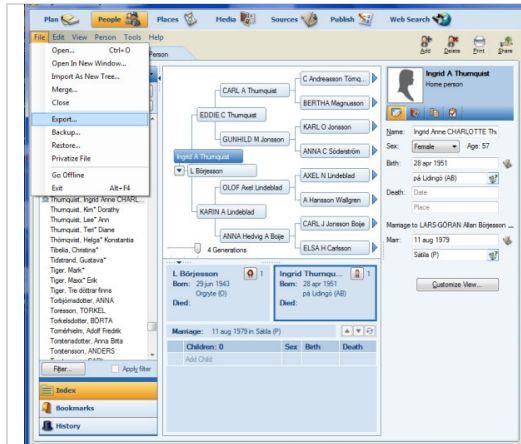 Plan People Places Media Sources Publish Web Search
File Edit View Person Tools Help
Open... Ctrl+O
Open In New Window...
Import As New Tree...
Merge...
Close
Export...
Backup...
Restore...
Privatize File
Go Offline
Exit Alt+F4
Person
Add Delete Print Share
Thurnquist, Ingrid Anne CHARL...
Thurnquist, Kim* Dorathy
Thurnquist, Lee* Ann
Thurnquist, Teri* Diane
Thörnqvist, Helga* Konstantia
Tibelia, Christina*
Tidstrand, Gustava*
Tiger, Mark*
Tiger, Maxx* Erik
Tiger, Tre döttrar finns
Torbjörnsdotter, ANNA
Toresson, TORKEL
Torkelsdotter, BÖRTA
Törnérhielm, Adolf Fredrik
Torstensdotter, Anna Brita
Torstensson, ANDERS
Filter... Apply filter
Index
Bookmarks
History
CARL A Thurnquist
EDDIE C Thurnquist
GUNHILD M Jonsson
Ingrid A Thurnquist
L Börjesson
OLOF Axel Lindeblad
KARIN A Lindeblad
ANNA Hedvig A Boije
C Andreasson Törnq...
BERTHA Magnusson
KARL O Jonsson
ANNA C Söderström
AXEL N Lindeblad
A Hansson Wallgren
CARL J Jonsson Boije
ELSA H Carlsson
4 Generations
L Börjesson 1
Born: 29 jun 1943
Orgryte (O)
Died:
Ingrid Thurnqu... 1
Born: 28 apr 1951
på Lidingö (AB)
Died:
Marriage: 11 aug 1979 in Sätila (P)
Children: 0 Sex Birth Death
Add Child
Ingrid A Thurnquist
Home person
Name: Ingrid Anne CHARLOTTE Thu
Sex: Female Age: 57
Birth: 28 apr 1951
på Lidingö (AB)
Death: Date
Place
Marriage to LARS-GÖRAN Allan Börjesson ...
Marr: 11 aug 1979
Sätila (P)
Customize View...